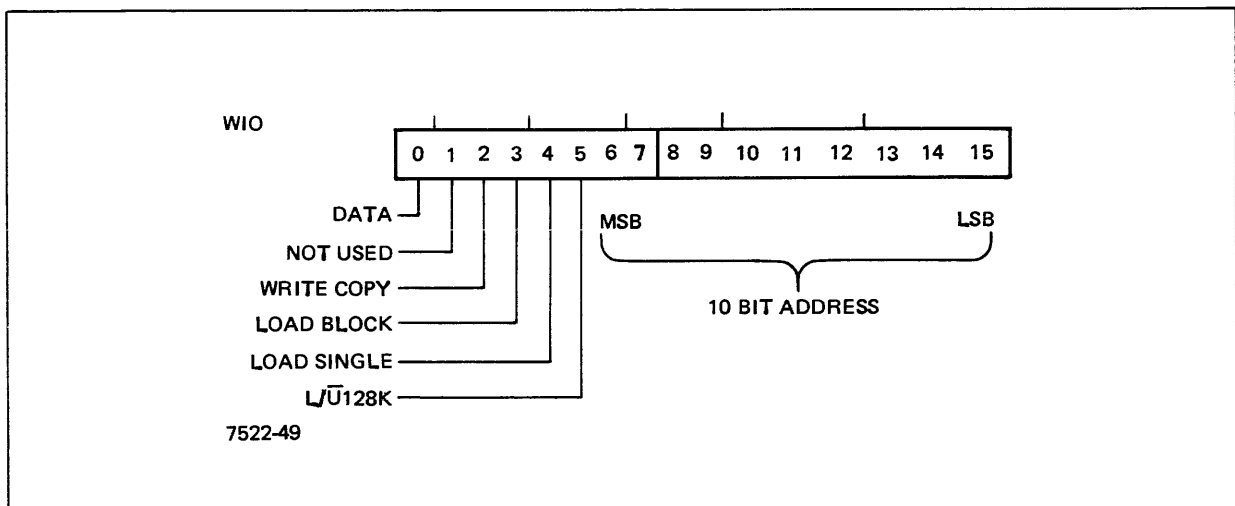 WIO
0 1 2 3 4 5 6 7 8 9 10 11 12 13 14 15
DATA
NOT USED
WRITE COPY
LOAD BLOCK
LOAD SINGLE
L/U̅128K
MSB LSB
10 BIT ADDRESS
7522-49